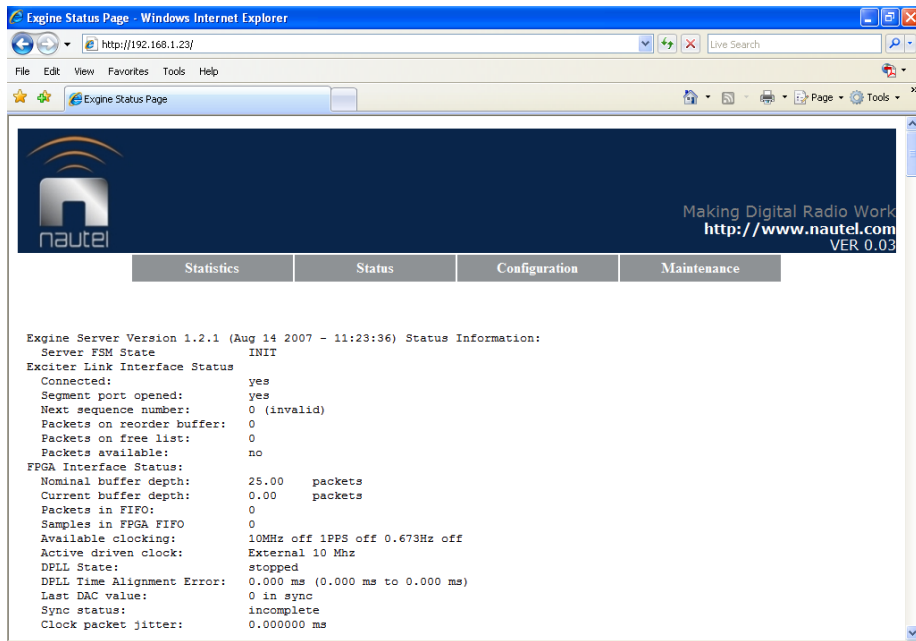 Exgine Status Page - Windows Internet Explorer
http://192.168.1.23/
Live Search
File Edit View Favorites Tools Help
Exgine Status Page
Page Tools
nautel
Making Digital Radio Work
http://www.nautel.com
VER 0.03
Statistics Status Configuration Maintenance
Exgine Server Version 1.2.1 (Aug 14 2007 - 11:23:36) Status Information:
Server FSM State INIT
Exciter Link Interface Status
Connected: yes
Segment port opened: yes
Next sequence number: 0 (invalid)
Packets on reorder buffer: 0
Packets on free list: 0
Packets available: no
FPGA Interface Status:
Nominal buffer depth: 25.00 packets
Current buffer depth: 0.00 packets
Packets in FIFO: 0
Samples in FPGA FIFO 0
Available clocking: 10MHz off 1PPS off 0.673Hz off
Active driven clock: External 10 Mhz
DPLL State: stopped
DPLL Time Alignment Error: 0.000 ms (0.000 ms to 0.000 ms)
Last DAC value: 0 in sync
Sync status: incomplete
Clock packet jitter: 0.000000 ms